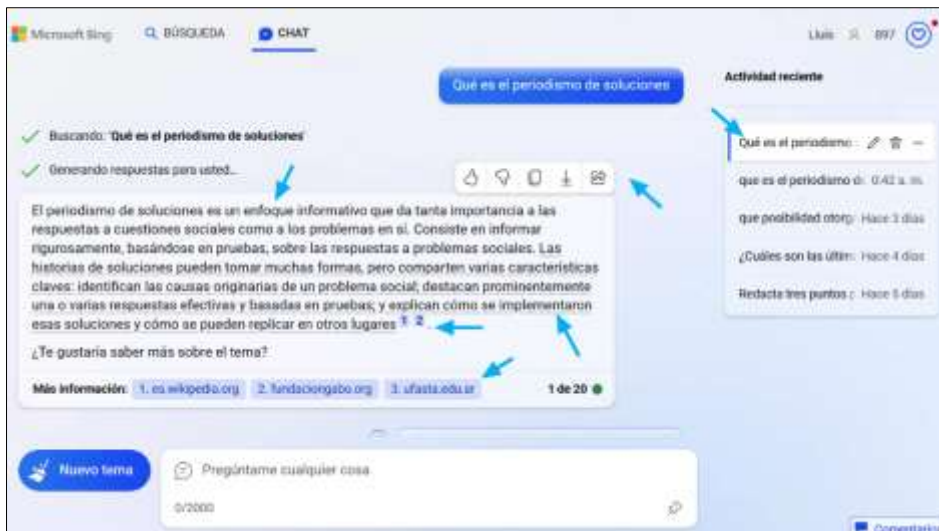 Microsoft Bing
BÚSQUEDA
CHAT
Lluís
897
Qué es el periodismo de soluciones
Buscando: 'Qué es el periodismo de soluciones'
Generando respuestas para usted...
El periodismo de soluciones es un enfoque informativo que da tanta importancia a las
respuestas a cuestiones sociales como a los problemas en sí. Consiste en informar
rigurosamente, basándose en pruebas, sobre las respuestas a problemas sociales. Las
historias de soluciones pueden tomar muchas formas, pero comparten varias características
claves: identifican las causas originarias de un problema social; destacan prominentemente
una o varias respuestas efectivas y basadas en pruebas; y explican cómo se implementaron
esas soluciones y cómo se pueden replicar en otros lugares 1 2 .
¿Te gustaría saber más sobre el tema?
Más información: 1. es.wikipedia.org 2. fundaciongabo.org 3. ufasta.edu.ar 1 de 20
Nuevo tema
Pregúntame cualquier cosa
0/2000
Actividad reciente
Qué es el periodismo
que es el periodismo d 0:42 a. m.
que posibilidad otorg Hace 3 días
¿Cuáles son las últim Hace 4 días
Redacta tres puntos Hace 5 días
Comentarios